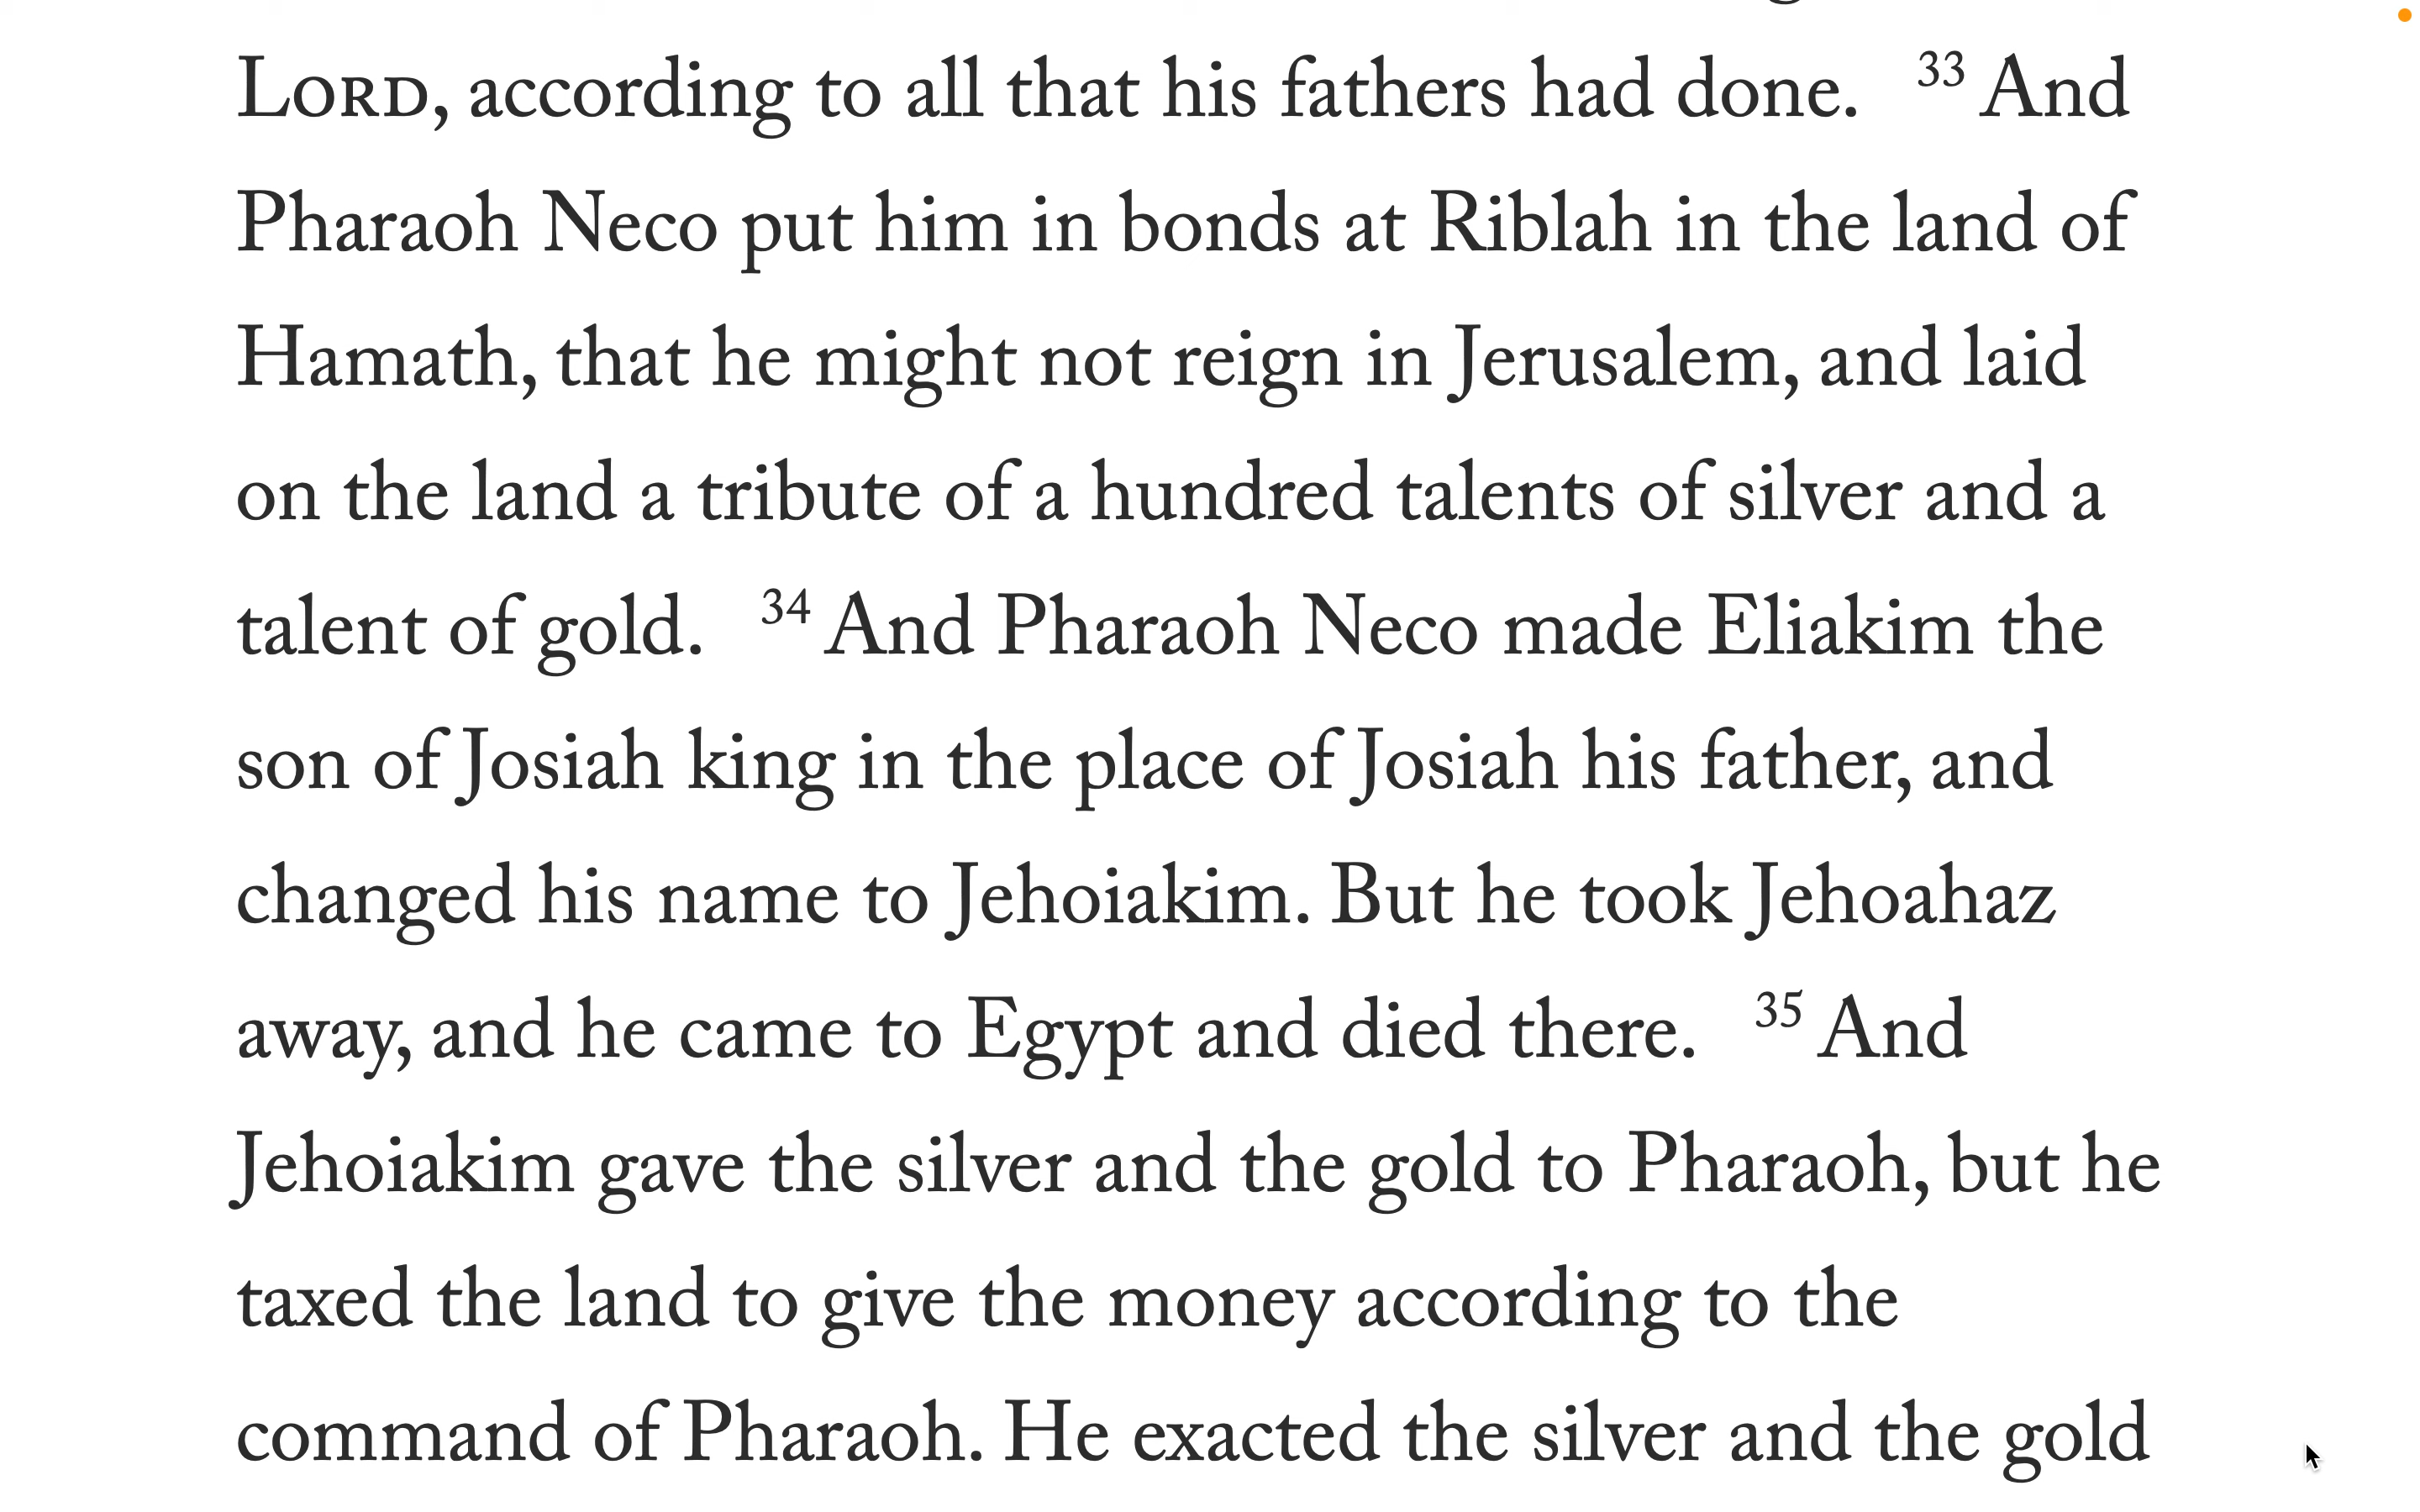 LORD, according to all that his fathers had done. 33 And
Pharaoh Neco put him in bonds at Riblah in the land of
Hamath, that he might not reign in Jerusalem, and laid
on the land a tribute of a hundred talents of silver and a
talent of gold. 34 And Pharaoh Neco made Eliakim the
son of Josiah king in the place of Josiah his father, and
changed his name to Jehoiakim. But he took Jehoahaz
away, and he came to Egypt and died there. 35 And
Jehoiakim gave the silver and the gold to Pharaoh, but he
taxed the land to give the money according to the
command of Pharaoh. He exacted the silver and the gold